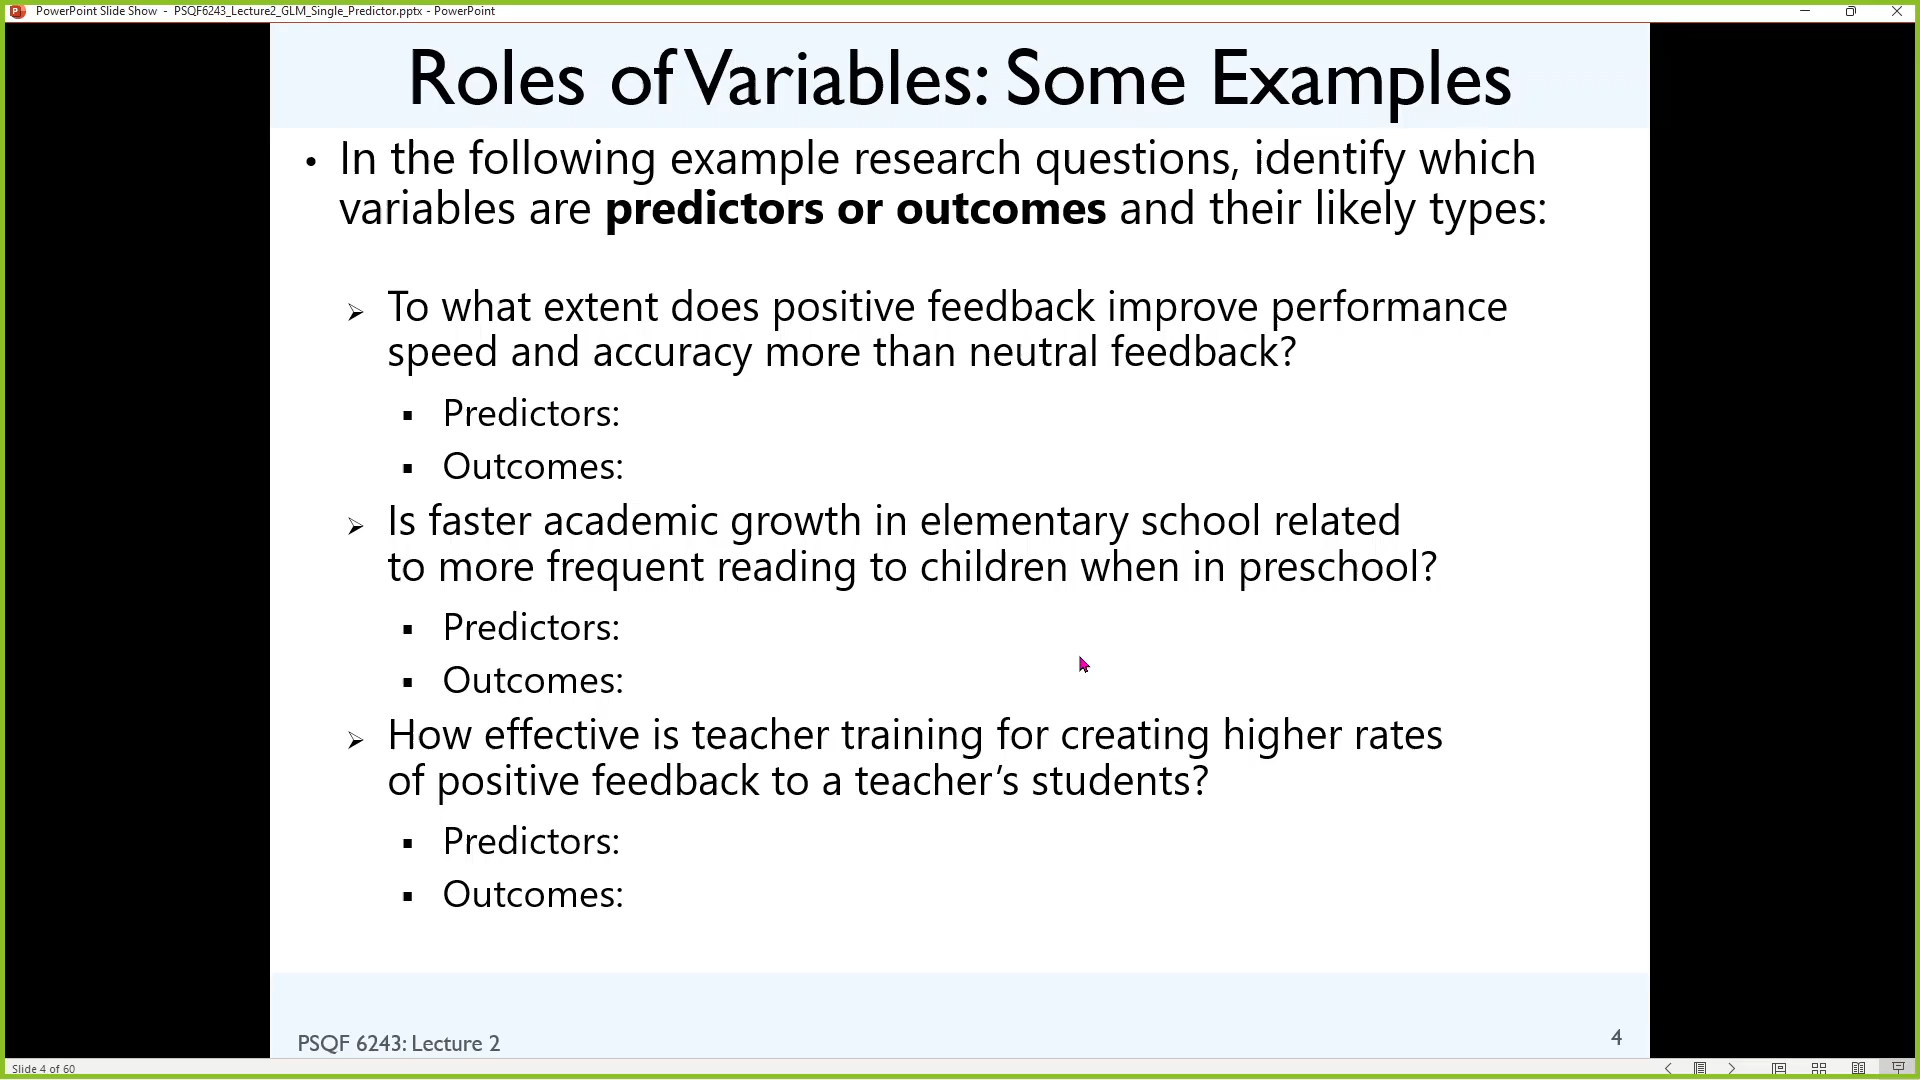 PowerPoint Slide Show - PSQF6243_Lecture2_GLM_Single_Predictor.pptx - PowerPoint
Roles of Variables: Some Examples
• In the following example research questions, identify which
variables are predictors or outcomes and their likely types:
➢ To what extent does positive feedback improve performance
speed and accuracy more than neutral feedback?
▪ Predictors:
▪ Outcomes:
➢ Is faster academic growth in elementary school related
to more frequent reading to children when in preschool?
▪ Predictors:
▪ Outcomes:
➢ How effective is teacher training for creating higher rates
of positive feedback to a teacher’s students?
▪ Predictors:
▪ Outcomes:
PSQF 6243: Lecture 2
4
Slide 4 of 60